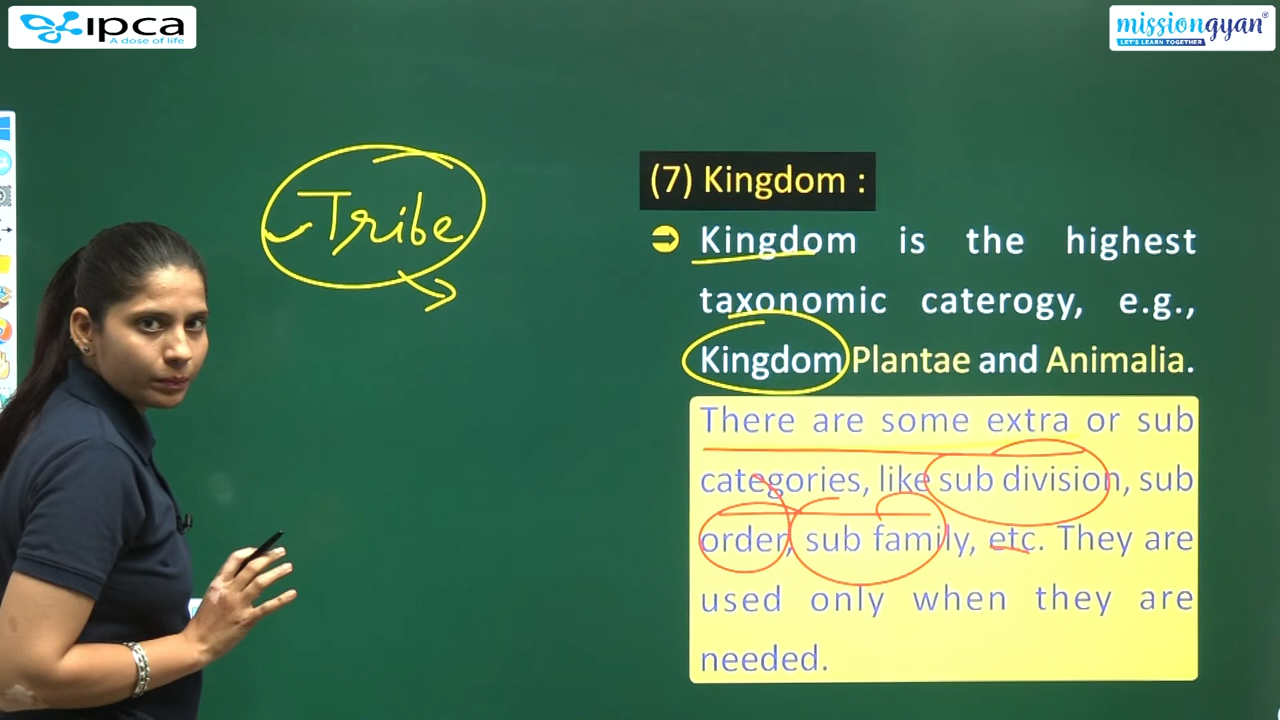 ipca
A dose of life
missiongyan®
LET'S LEARN TOGETHER
Tribe
(7) Kingdom :
Kingdom is the highest
taxonomic caterogy, e.g.,
Kingdom Plantae and Animalia.
There are some extra or sub
categories, like sub division, sub
order, sub family, etc. They are
used only when they are
needed.